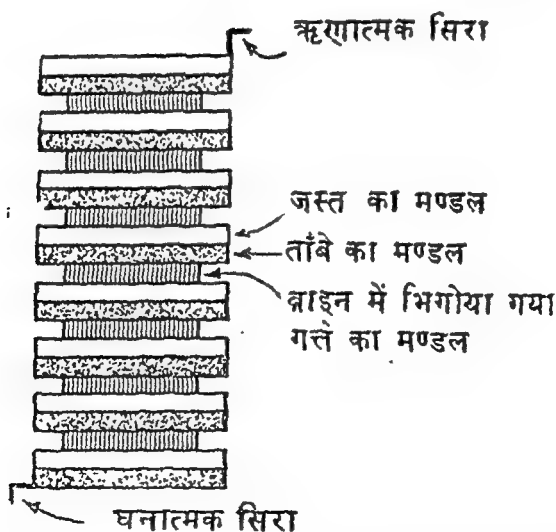 ऋणात्मक सिरा
जस्त का मण्डल
ताँबे का मण्डल
ब्राइन में भिगोया गया
गत्ते का मण्डल
घनात्मक सिरा